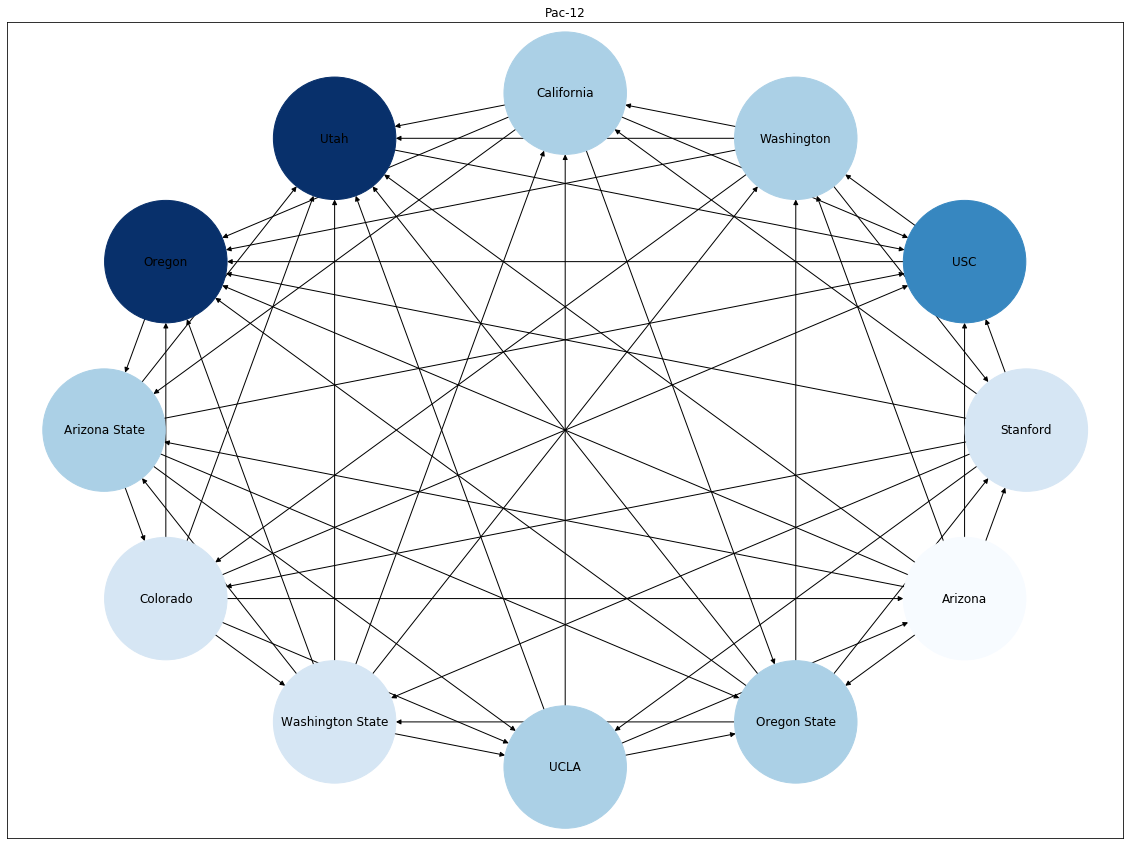 Pac-12
California
Utah
Washington
Oregon
USC
Arizona State
Stanford
Colorado
Arizona
Washington State
Oregon State
UCLA